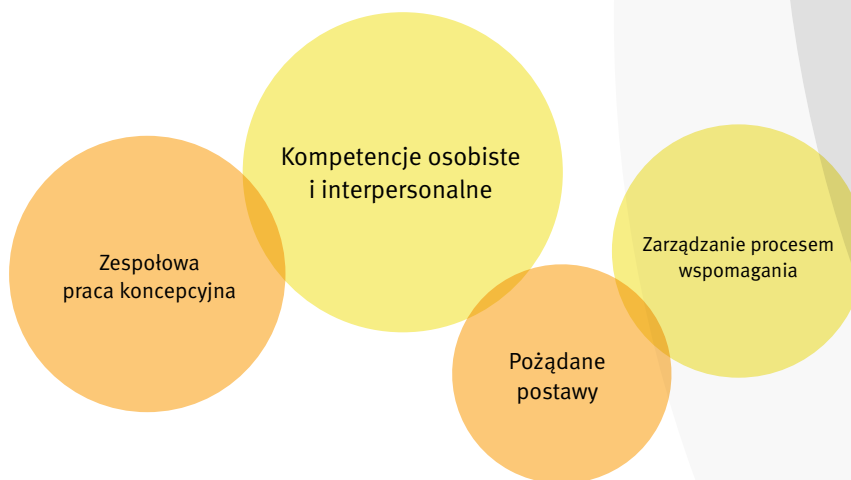 Kompetencje osobiste
i interpersonalne
Zespołowa
praca koncepcyjna
Zarządzanie procesem
wspomagania
Pożądane
postawy